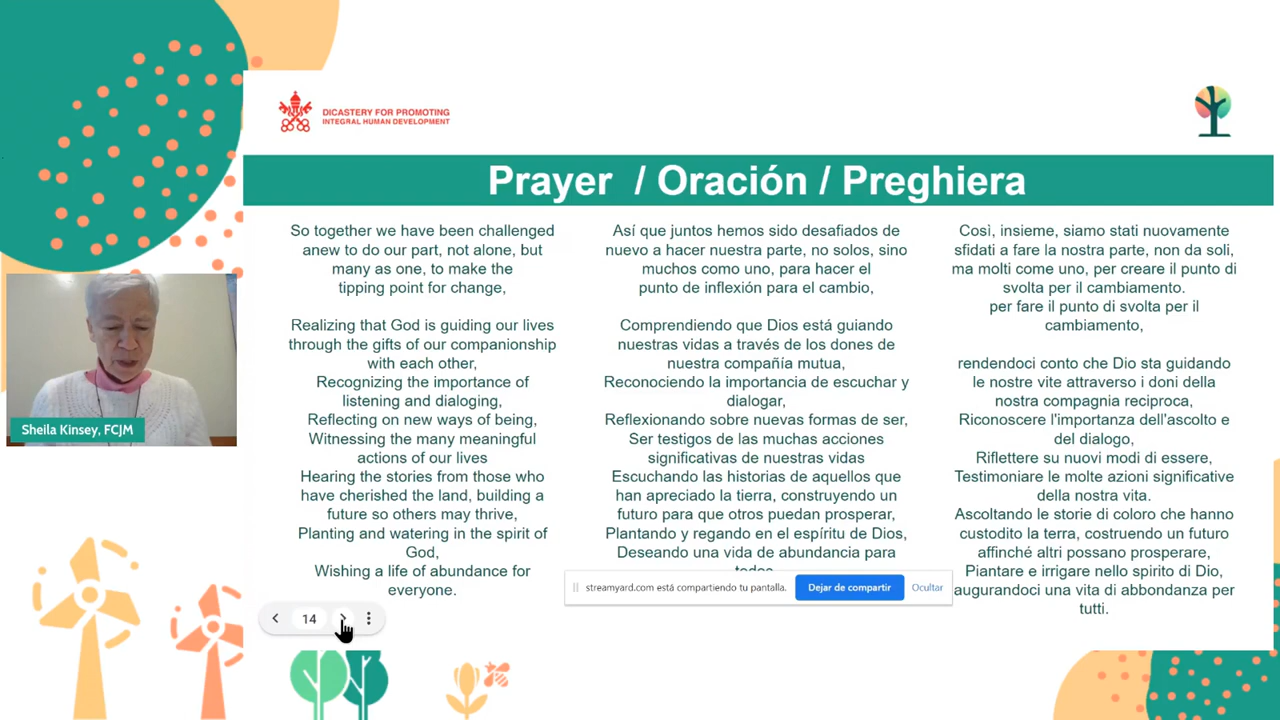 DICASTERY FOR PROMOTING
INTEGRAL HUMAN DEVELOPMENT
Prayer / Oración / Preghiera
So together we have been challenged
anew to do our part, not alone, but
many as one, to make the
tipping point for change,
Realizing that God is guiding our lives
through the gifts of our companionship
with each other,
Recognizing the importance of
listening and dialoging,
Reflecting on new ways of being,
Witnessing the many meaningful
actions of our lives
Hearing the stories from those who
have cherished the land, building a
future so others may thrive,
Planting and watering in the spirit of
God,
Wishing a life of abundance for
everyone.
Así que juntos hemos sido desafiados de
nuevo a hacer nuestra parte, no solos, sino
muchos como uno, para hacer el
punto de inflexión para el cambio,
Comprendiendo que Dios está guiando
nuestras vidas a través de los dones de
nuestra compañía mutua,
Reconociendo la importancia de escuchar y
dialogar,
Reflexionando sobre nuevas formas de ser,
Ser testigos de las muchas acciones
significativas de nuestras vidas
Escuchando las historias de aquellos que
han apreciado la tierra, construyendo un
futuro para que otros puedan prosperar,
Plantando y regando en el espíritu de Dios,
Deseando una vida de abundancia para
Così, insieme, siamo stati nuovamente
sfidati a fare la nostra parte, non da soli,
ma molti come uno, per creare il punto di
svolta per il cambiamento.
per fare il punto di svolta per il
cambiamento,
rendendoci conto che Dio sta guidando
le nostre vite attraverso i doni della
nostra compagnia reciproca,
Riconoscere l'importanza dell'ascolto e
del dialogo,
Riflettere su nuovi modi di essere,
Testimoniare le molte azioni significative
della nostra vita.
Ascoltando le storie di coloro che hanno
custodito la terra, costruendo un futuro
affinché altri possano prosperare,
Piantare e irrigare nello spirito di Dio,
augurandoci una vita di abbondanza per
tutti.
Sheila Kinsey, FCJM
streamyard.com está compartiendo tu pantalla.
Dejar de compartir
Ocultar
14